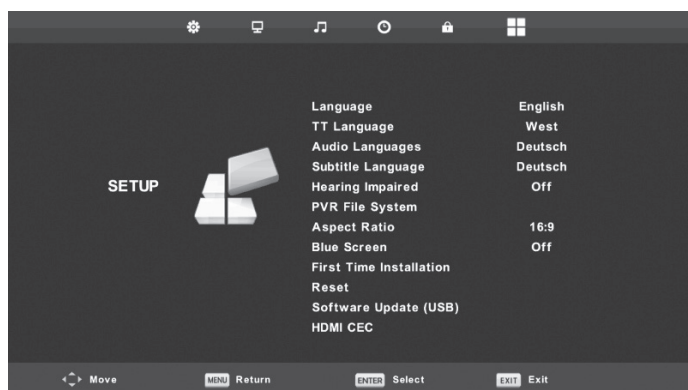 Language English
TT Language West
Audio Languages Deutsch
Subtitle Language Deutsch
SETUP
Hearing Impaired Off
PVR File System
Aspect Ratio 16:9
Blue Screen Off
First Time Installation
Reset
Software Update (USB)
HDMI CEC
Move MENU Return ENTER Select EXIT Exit